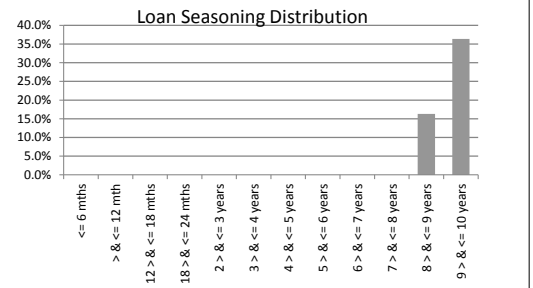 Loan Seasoning Distribution
40.0%
35.0%
30.0%
25.0%
20.0%
15.0%
10.0%
5.0%
0.0%
<= 6 mths
> & <= 12 mth
12 > & <= 18 mths
18 > & <= 24 mths
2 > & <= 3 years
3 > & <= 4 years
4 > & <= 5 years
5 > & <= 6 years
6 > & <= 7 years
7 > & <= 8 years
8 > & <= 9 years
9 > & <= 10 years